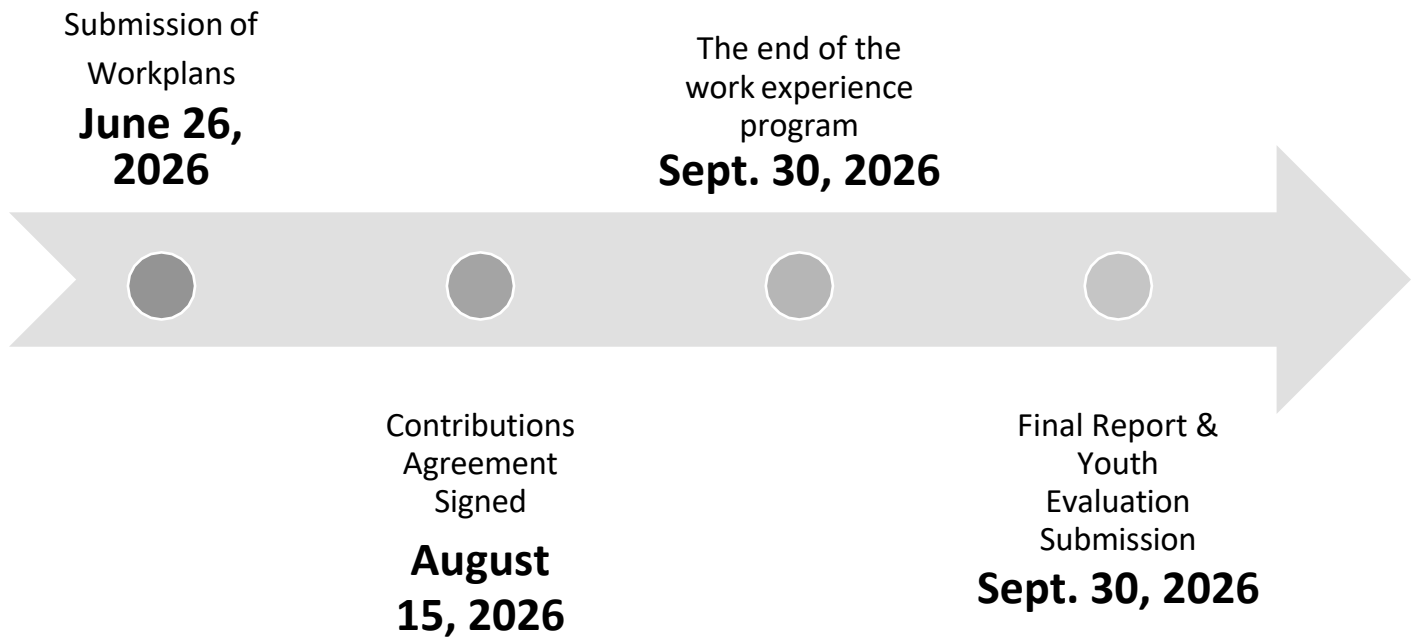 Submission of
Workplans
June 26,
2026
Contributions
Agreement
Signed
August
15, 2026
The end of the
work experience
program
Sept. 30, 2026
Final Report &
Youth
Evaluation
Submission
Sept. 30, 2026